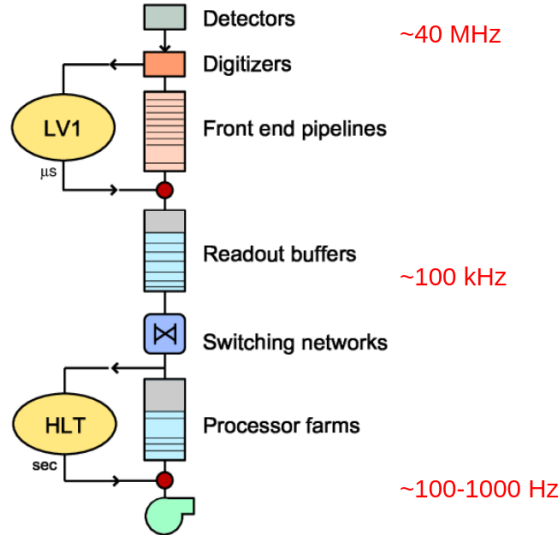 Detectors
~40 MHz
Digitizers
LV1
Front end pipelines
μs
Readout buffers
~100 kHz
Switching networks
HLT
Processor farms
sec
~100-1000 Hz